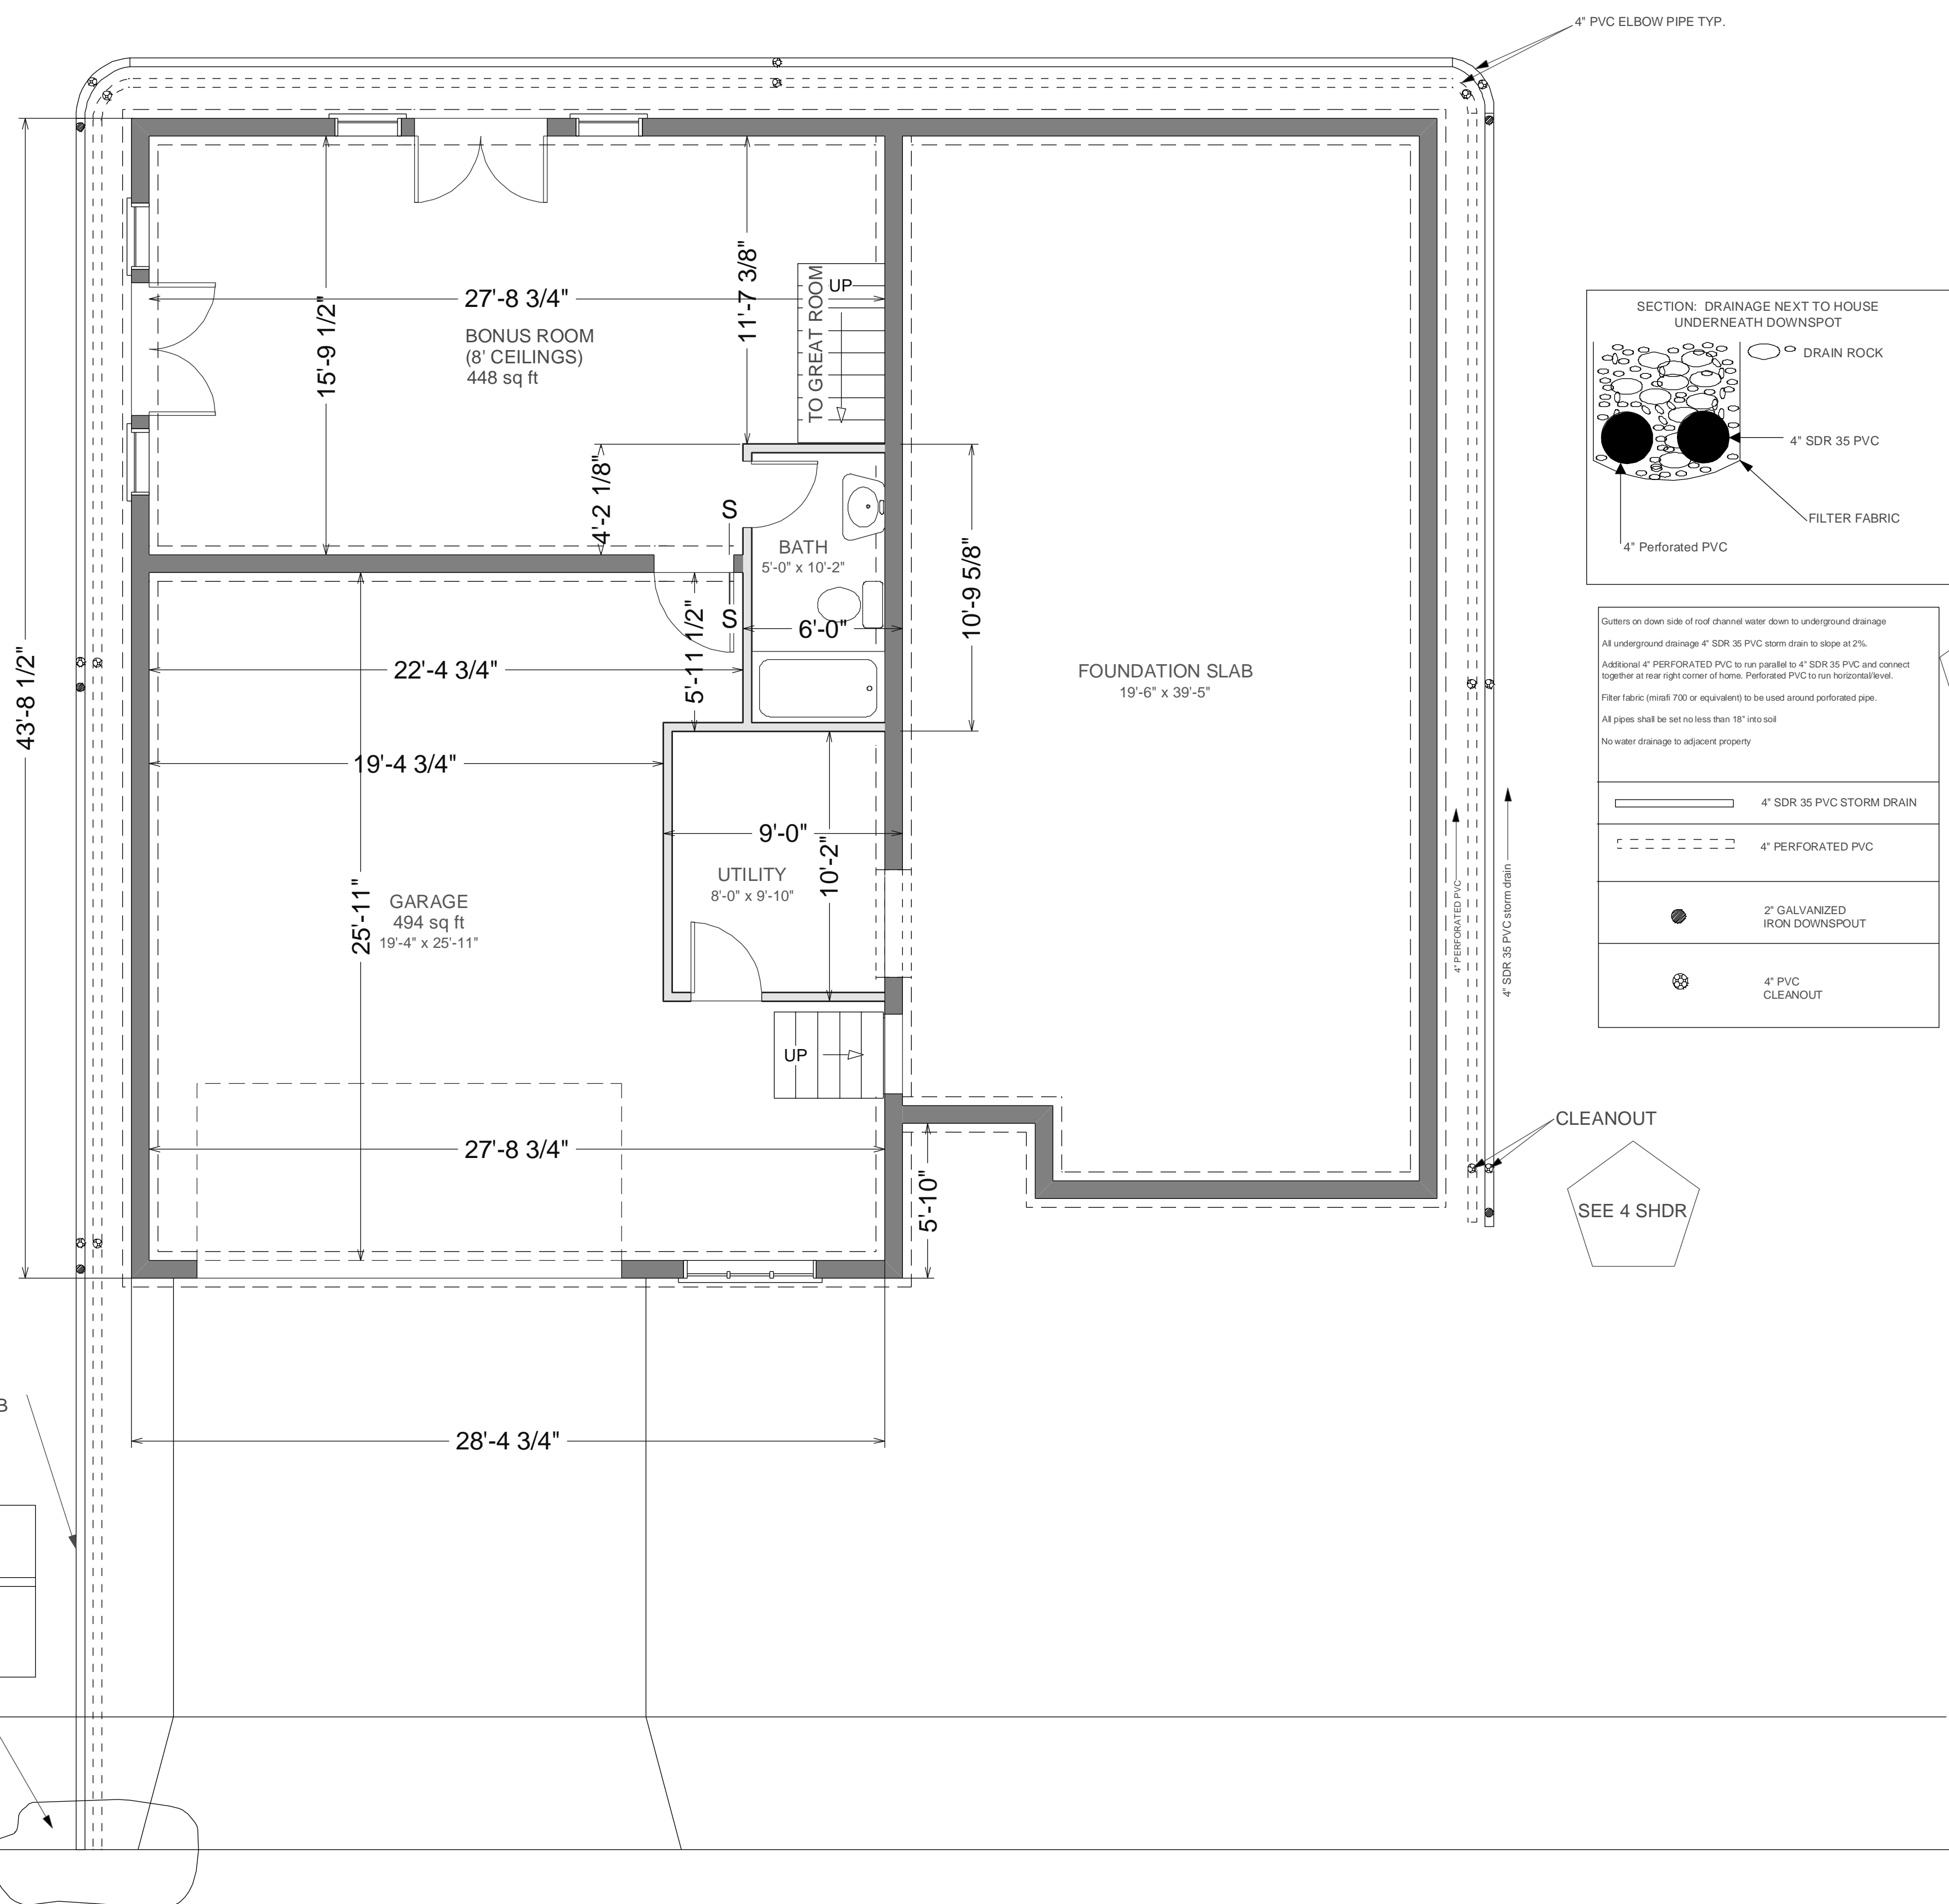 4" PVC ELBOW PIPE TYP.
27'-8 3/4"
BONUS ROOM
(8' CEILINGS)
448 sq ft
15'-9 1/2"
11'-7 3/8"
UP
TO GREAT ROOM
4'-2 1/8"
S
S
BATH
5'-0" x 10'-2"
6'-0"
10'-9 5/8"
43'-8 1/2"
22'-4 3/4"
5'-11 1/2"
19'-4 3/4"
9'-0"
10'-2"
UTILITY
8'-0" x 9'-10"
25'-11"
GARAGE
494 sq ft
19'-4" x 25'-11"
UP
27'-8 3/4"
5'-10"
28'-4 3/4"
B
FOUNDATION SLAB
19'-6" x 39'-5"
4" PERFORATED PVC
4" SDR 35 PVC storm drain
SECTION: DRAINAGE NEXT TO HOUSE
UNDERNEATH DOWNSPOT
DRAIN ROCK
4" SDR 35 PVC
FILTER FABRIC
4" Perforated PVC
Gutters on down side of roof channel water down to underground drainage
All underground drainage 4" SDR 35 PVC storm drain to slope at 2%.
Additional 4" PERFORATED PVC to run parallel to 4" SDR 35 PVC and connect
together at rear right corner of home. Perforated PVC to run horizontal/level.
Filter fabric (mirafi 700 or equivalent) to be used around porforated pipe.
All pipes shall be set no less than 18" into soil
No water drainage to adjacent property
4" SDR 35 PVC STORM DRAIN
4" PERFORATED PVC
2" GALVANIZED
IRON DOWNSPOUT
4" PVC
CLEANOUT
CLEANOUT
SEE 4 SHDR